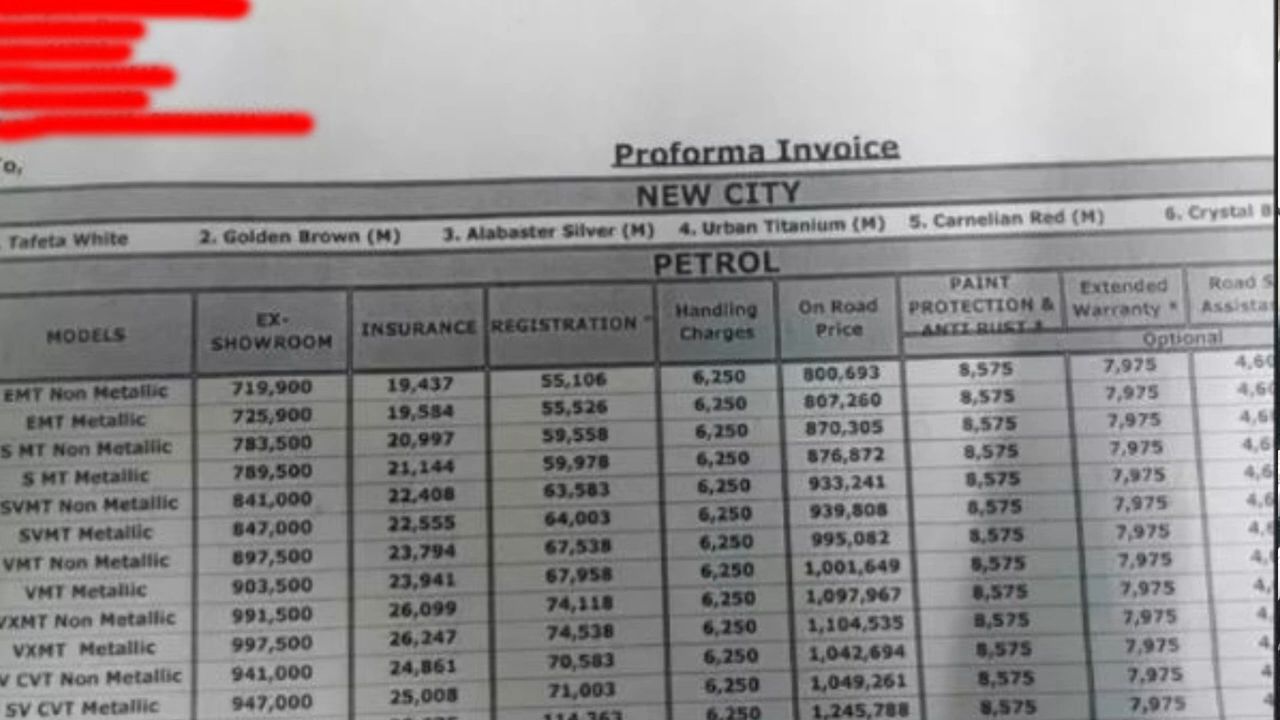 Proforma Invoice
NEW CITY
Tafeta White 2. Golden Brown (M) 3. Alabaster Silver (M) 4. Urban Titanium (M) 5. Carnelian Red (M) 6. Crystal
PETROL
MODELS EX-SHOWROOM INSURANCE REGISTRATION Handling Charges On Road Price PAINT PROTECTION & ANTI RUST * Extended Warranty * Road
Optional
EMT Non Metallic 719,900 19,437 55,106 6,250 800,693 8,575 7,975
EMT Metallic 725,900 19,584 55,526 6,250 807,260 8,575 7,975
S MT Non Metallic 783,500 20,997 59,558 6,250 870,305 8,575 7,975
S MT Metallic 789,500 21,144 59,978 6,250 876,872 8,575 7,975
SVMT Non Metallic 841,000 22,408 63,583 6,250 933,241 8,575 7,975
SVMT Metallic 847,000 22,555 64,003 6,250 939,808 8,575 7,975
VMT Non Metallic 897,500 23,794 67,538 6,250 995,082 8,575 7,975
VMT Metallic 903,500 23,941 67,958 6,250 1,001,649 8,575 7,975
VXMT Non Metallic 991,500 26,099 74,118 6,250 1,097,967 8,575 7,975
VXMT Metallic 997,500 26,247 74,538 6,250 1,104,535 8,575 7,975
V CVT Non Metallic 941,000 24,861 70,583 6,250 1,042,694 8,575 7,975
SV CVT Metallic 947,000 25,008 71,003 6,250 1,049,261 8,575 7,975
6,250 1,245,788 8,575 7,975